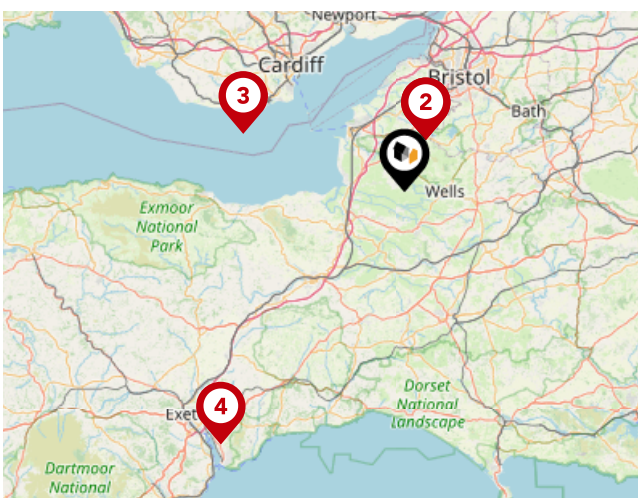 Newport
Cardiff
Bristol
3
2
Bath
Wells
Exmoor
National
Park
Dorset
National
Landscape
4
Exet
Dartmoor
National